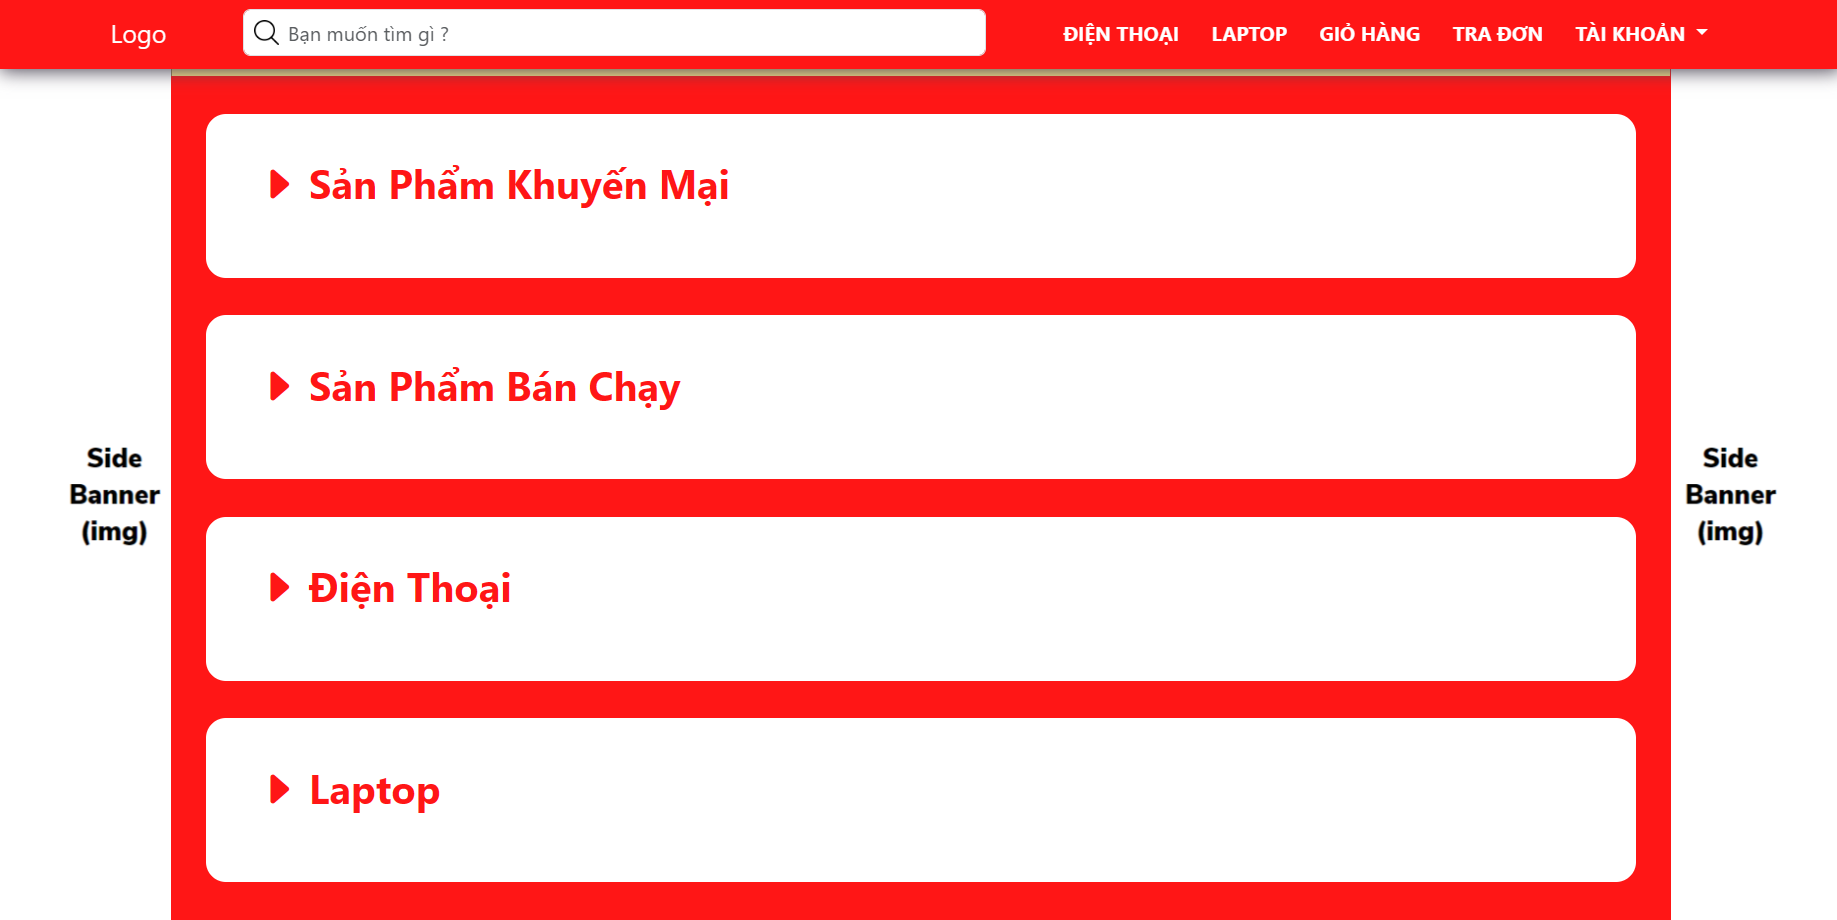 Logo
Bạn muốn tìm gì ?
ĐIỆN THOẠI
LAPTOP
GIỎ HÀNG
TRA ĐƠN
TÀI KHOẢN
Sản Phẩm Khuyến Mại
Sản Phẩm Bán Chạy
Side
Banner
(img)
Side
Banner
(img)
Điện Thoại
Laptop